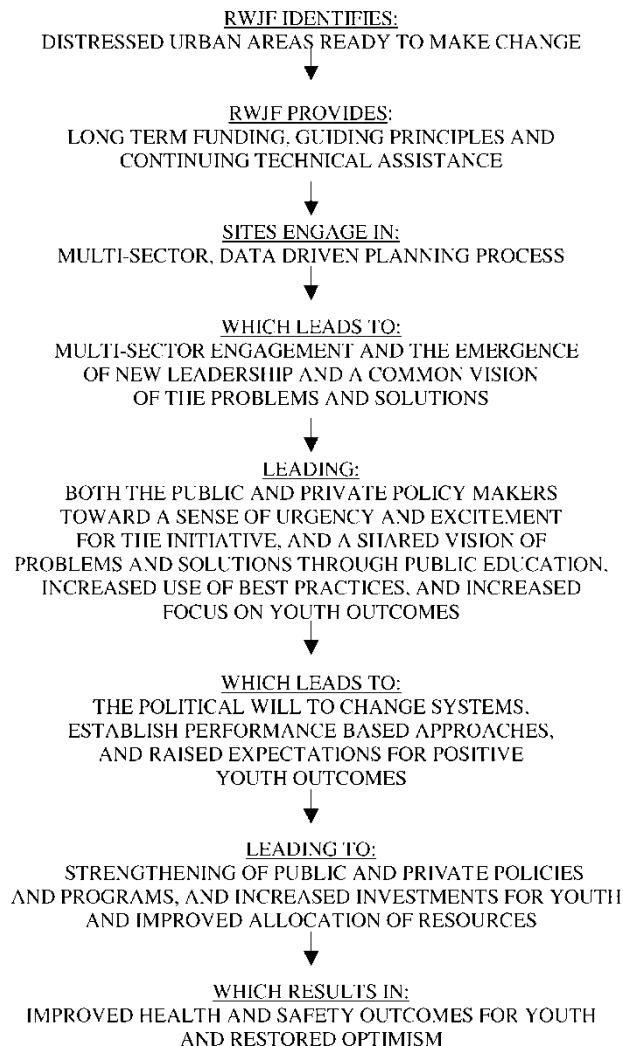 RWJF IDENTIFIES:
DISTRESSED URBAN AREAS READY TO MAKE CHANGE
RWJF PROVIDES:
LONG TERM FUNDING, GUIDING PRINCIPLES AND
CONTINUING TECHNICAL ASSISTANCE
SITES ENGAGE IN:
MULTI-SECTOR, DATA DRIVEN PLANNING PROCESS
WHICH LEADS TO:
MULTI-SECTOR ENGAGEMENT AND THE EMERGENCE
OF NEW LEADERSHIP AND A COMMON VISION
OF THE PROBLEMS AND SOLUTIONS
LEADING:
BOTH THE PUBLIC AND PRIVATE POLICY MAKERS
TOWARD A SENSE OF URGENCY AND EXCITEMENT
FOR THE INITIATIVE, AND A SHARED VISION OF
PROBLEMS AND SOLUTIONS THROUGH PUBLIC EDUCATION,
INCREASED USE OF BEST PRACTICES, AND INCREASED
FOCUS ON YOUTH OUTCOMES
WHICH LEADS TO:
THE POLITICAL WILL TO CHANGE SYSTEMS,
ESTABLISH PERFORMANCE BASED APPROACHES,
AND RAISED EXPECTATIONS FOR POSITIVE
YOUTH OUTCOMES
LEADING TO:
STRENGTHENING OF PUBLIC AND PRIVATE POLICIES
AND PROGRAMS, AND INCREASED INVESTMENTS FOR YOUTH
AND IMPROVED ALLOCATION OF RESOURCES
WHICH RESULTS IN:
IMPROVED HEALTH AND SAFETY OUTCOMES FOR YOUTH
AND RESTORED OPTIMISM